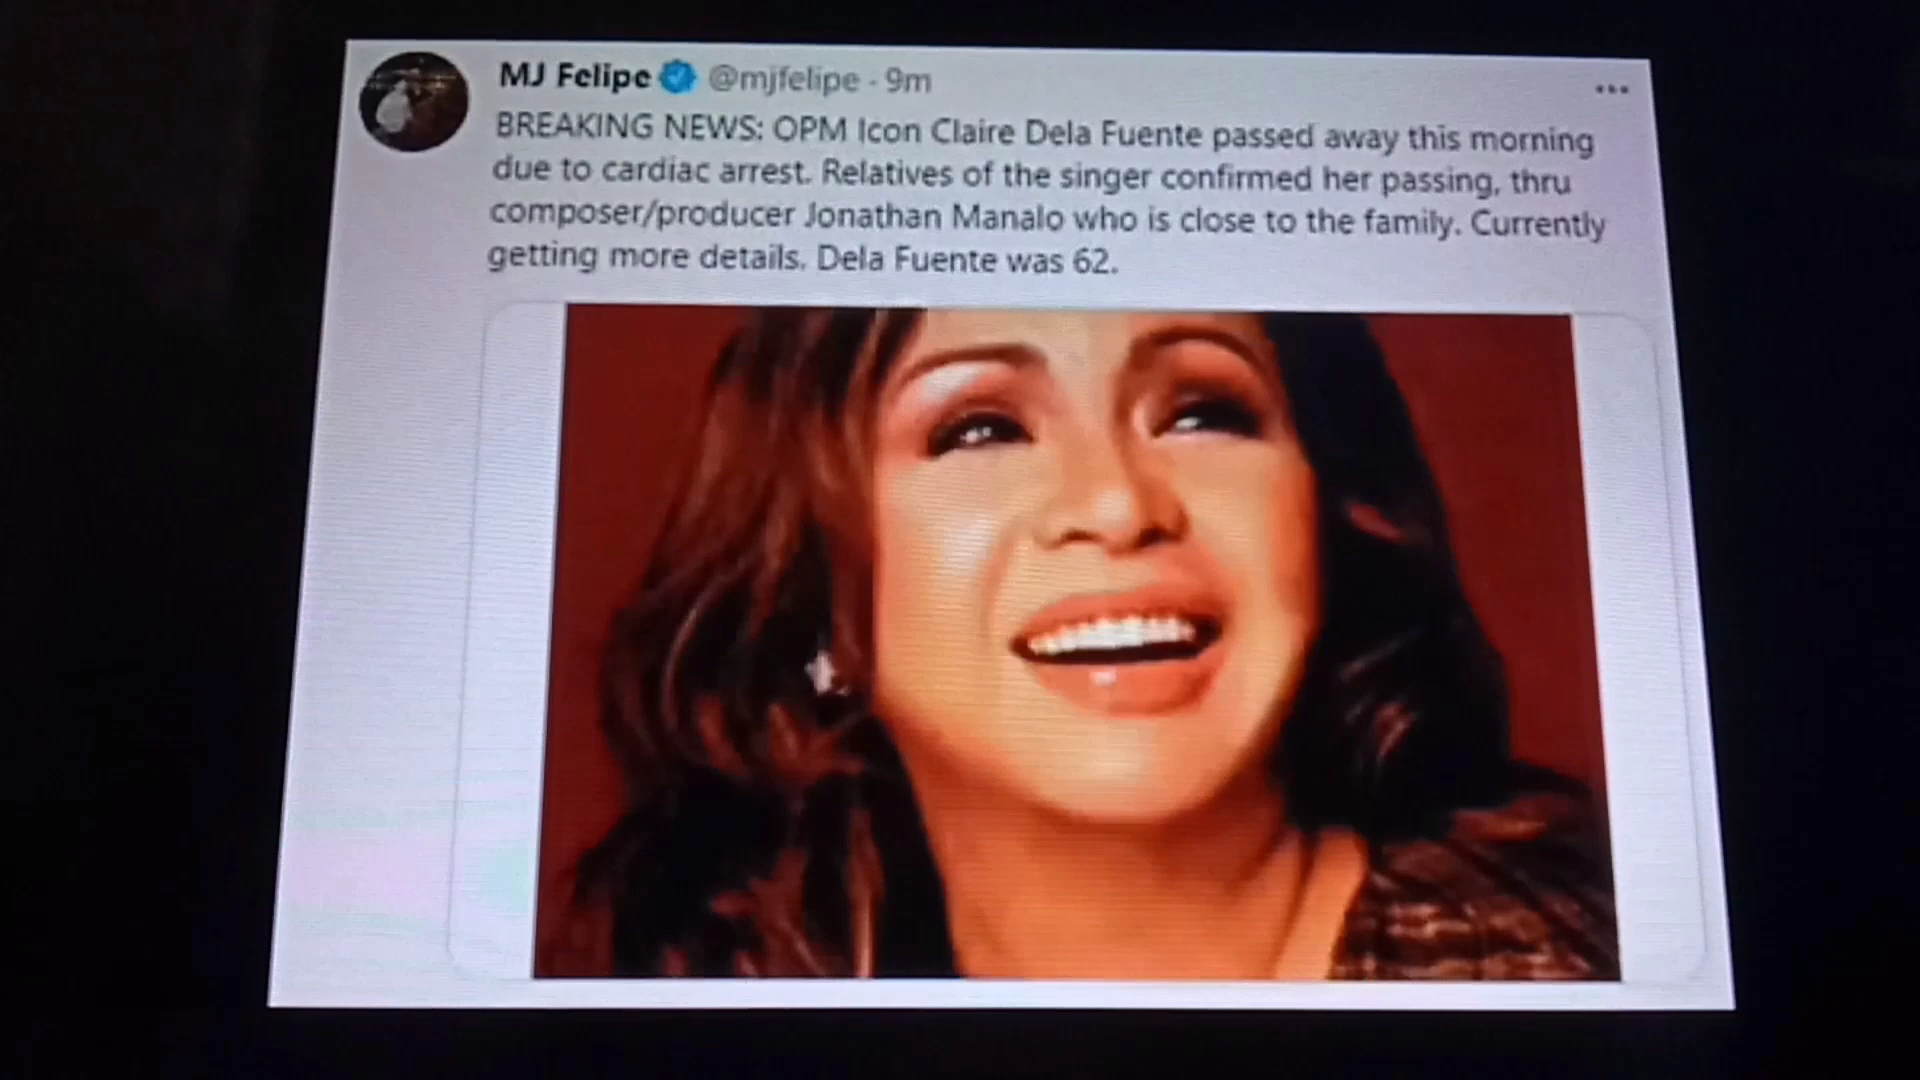 MJ Felipe @mjfelipe · 9m
BREAKING NEWS: OPM Icon Claire Dela Fuente passed away this morning
due to cardiac arrest. Relatives of the singer confirmed her passing, thru
composer/producer Jonathan Manalo who is close to the family. Currently
getting more details. Dela Fuente was 62.